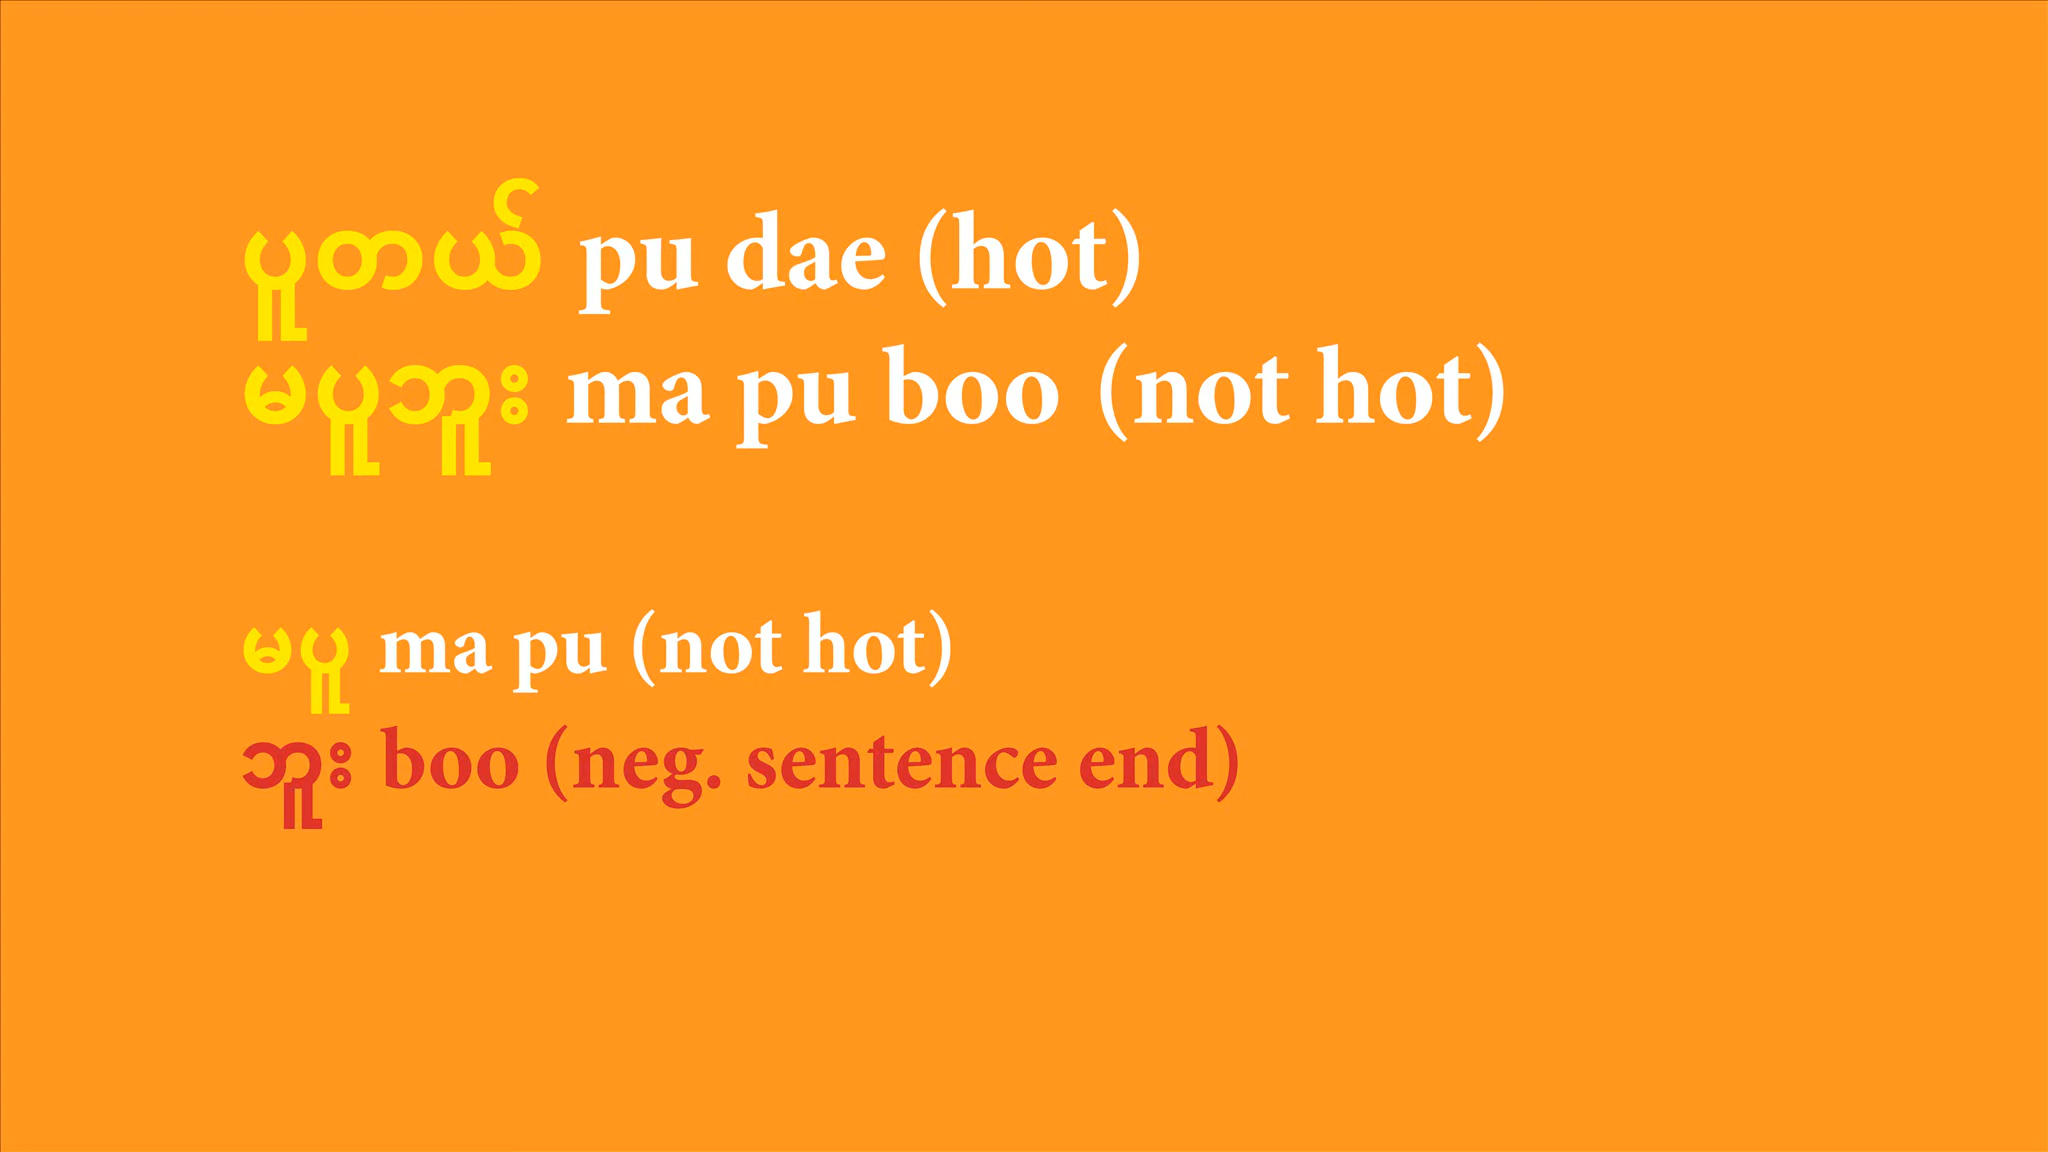 ပူတယ် pu dae (hot)
မပူဘူး ma pu boo (not hot)
မပူ ma pu (not hot)
ဘူး boo (neg. sentence end)